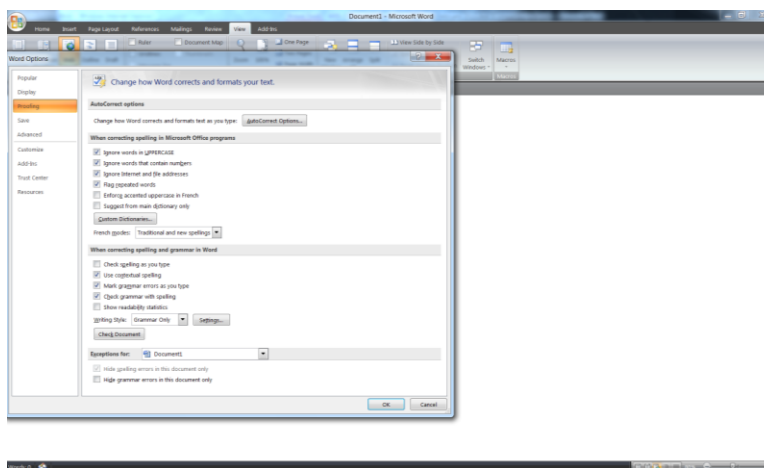 Document1 - Microsoft Word
Home Insert Page Layout References Mailings Review View Add-Ins
Ruler Document Map One Page View Side by Side
Switch Windows Macros
Macros
Word Options
Popular
Display
Proofing
Save
Advanced
Customize
Add-Ins
Trust Center
Resources
Change how Word corrects and formats your text.
AutoCorrect options
Change how Word corrects and formats text as you type: AutoCorrect Options...
When correcting spelling in Microsoft Office programs
Ignore words in UPPERCASE
Ignore words that contain numbers
Ignore Internet and file addresses
Flag repeated words
Enforce accented uppercase in French
Suggest from main dictionary only
Custom Dictionaries...
French modes: Traditional and new spellings
When correcting spelling and grammar in Word
Check spelling as you type
Use contextual spelling
Mark grammar errors as you type
Check grammar with spelling
Show readability statistics
Writing Style: Grammar Only Settings...
Check Document
Exceptions for: Document1
Hide spelling errors in this document only
Hide grammar errors in this document only
OK Cancel